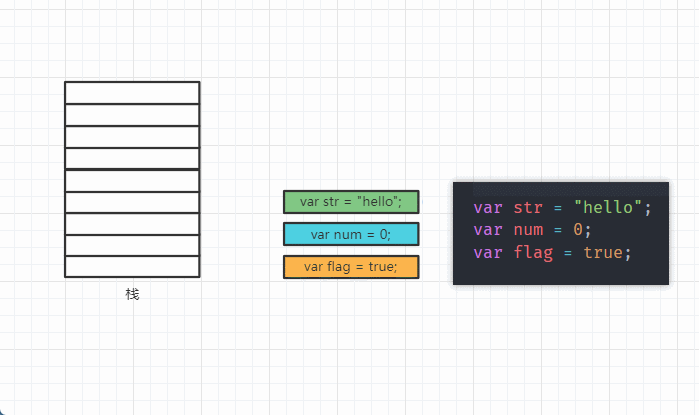 栈
var str = "hello";
var num = 0;
var flag = true;
var str = "hello";
var num = 0;
var flag = true;